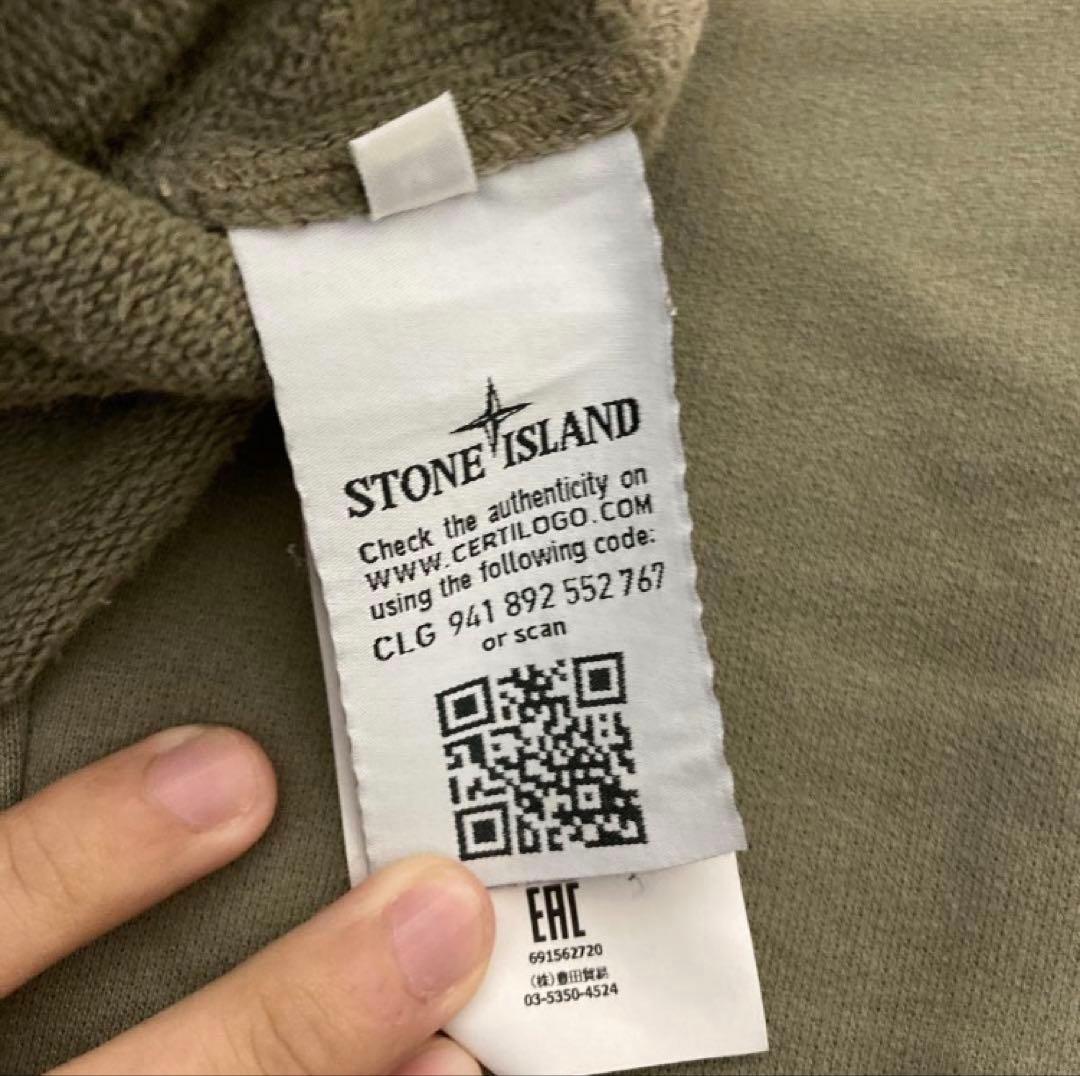 STONE ISLAND
Check the authenticity on
WWW.CERTILOGO.COM
using the following code:
CLG 941 892 552 767
or scan
EAC
691562720
(株)豊田貿易
03-5350-4524